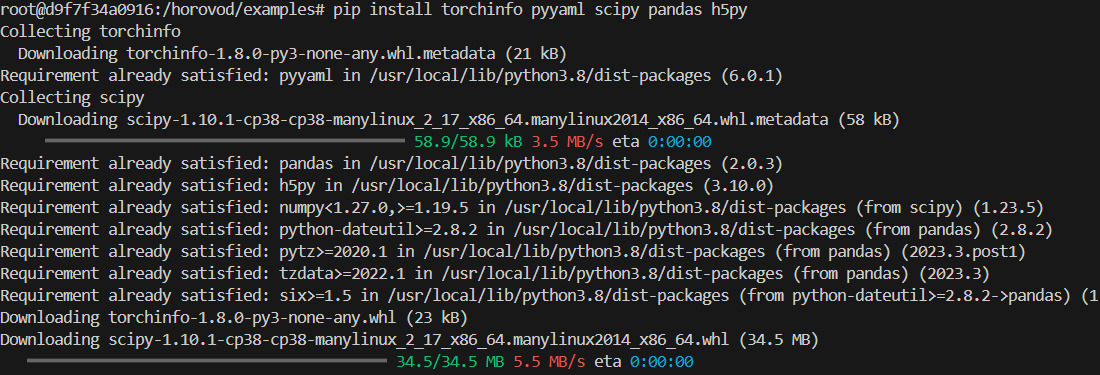 root@d9f7f34a0916:/horovod/examples# pip install torchinfo pyyaml scipy pandas h5py
Collecting torchinfo
  Downloading torchinfo-1.8.0-py3-none-any.whl.metadata (21 kB)
Requirement already satisfied: pyyaml in /usr/local/lib/python3.8/dist-packages (6.0.1)
Collecting scipy
  Downloading scipy-1.10.1-cp38-cp38-manylinux_2_17_x86_64.manylinux2014_x86_64.whl.metadata (58 kB)
58.9/58.9 kB 3.5 MB/s eta 0:00:00
Requirement already satisfied: pandas in /usr/local/lib/python3.8/dist-packages (2.0.3)
Requirement already satisfied: h5py in /usr/local/lib/python3.8/dist-packages (3.10.0)
Requirement already satisfied: numpy<1.27.0,>=1.19.5 in /usr/local/lib/python3.8/dist-packages (from scipy) (1.23.5)
Requirement already satisfied: python-dateutil>=2.8.2 in /usr/local/lib/python3.8/dist-packages (from pandas) (2.8.2)
Requirement already satisfied: pytz>=2020.1 in /usr/local/lib/python3.8/dist-packages (from pandas) (2023.3.post1)
Requirement already satisfied: tzdata>=2022.1 in /usr/local/lib/python3.8/dist-packages (from pandas) (2023.3)
Requirement already satisfied: six>=1.5 in /usr/local/lib/python3.8/dist-packages (from python-dateutil>=2.8.2->pandas) (1
Downloading torchinfo-1.8.0-py3-none-any.whl (23 kB)
Downloading scipy-1.10.1-cp38-cp38-manylinux_2_17_x86_64.manylinux2014_x86_64.whl (34.5 MB)
34.5/34.5 MB 5.5 MB/s eta 0:00:00